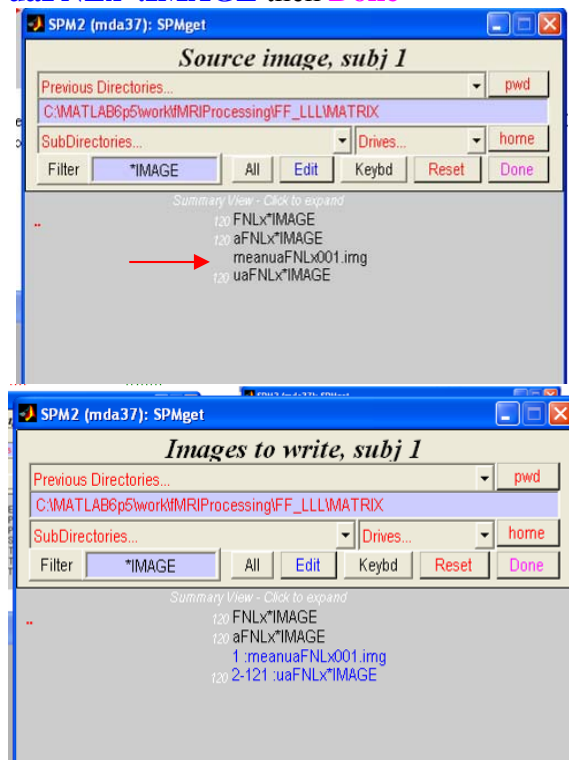 then Done
SPM2 (mda37): SPMget
Source image, subj 1
Previous Directories... pwd
C:\MATLAB6p5\work\fMRIProcessing\FF_LLL\MATRIX
SubDirectories... Drives... home
Filter *IMAGE All Edit Keybd Reset Done
Summary View - Click to expand
..
120 FNLx*IMAGE
120 aFNLx*IMAGE
meanuaFNLx001.img
120 uaFNLx*IMAGE
SPM2 (mda37): SPMget
Images to write, subj 1
Previous Directories... pwd
C:\MATLAB6p5\work\fMRIProcessing\FF_LLL\MATRIX
SubDirectories... Drives... home
Filter *IMAGE All Edit Keybd Reset Done
Summary View - Click to expand
..
120 FNLx*IMAGE
120 aFNLx*IMAGE
1 :meanuaFNLx001.img
120 2-121 :uaFNLx*IMAGE